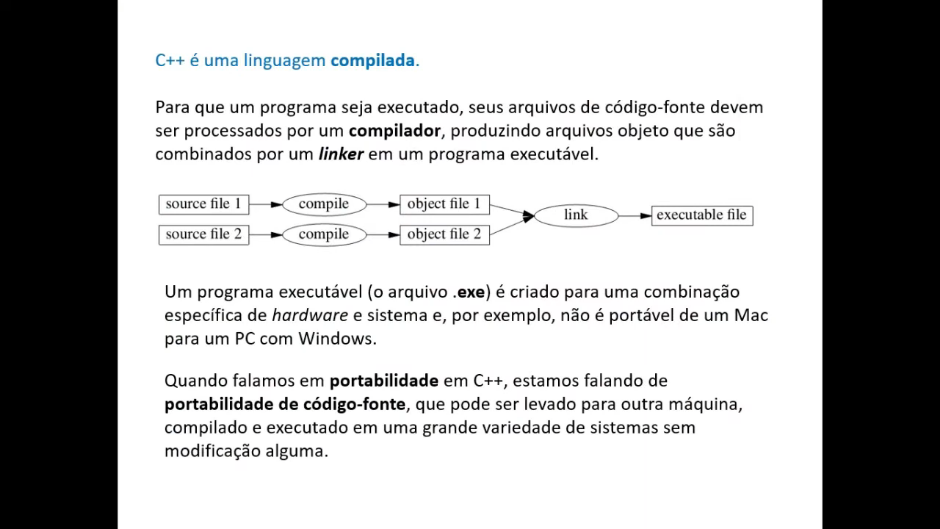 C++ é uma linguagem compilada.
Para que um programa seja executado, seus arquivos de código-fonte devem
ser processados por um compilador, produzindo arquivos objeto que são
combinados por um linker em um programa executável.
source file 1 compile object file 1
link executable file
source file 2 compile object file 2
Um programa executável (o arquivo .exe) é criado para uma combinação
específica de hardware e sistema e, por exemplo, não é portável de um Mac
para um PC com Windows.
Quando falamos em portabilidade em C++, estamos falando de
portabilidade de código-fonte, que pode ser levado para outra máquina,
compilado e executado em uma grande variedade de sistemas sem
modificação alguma.